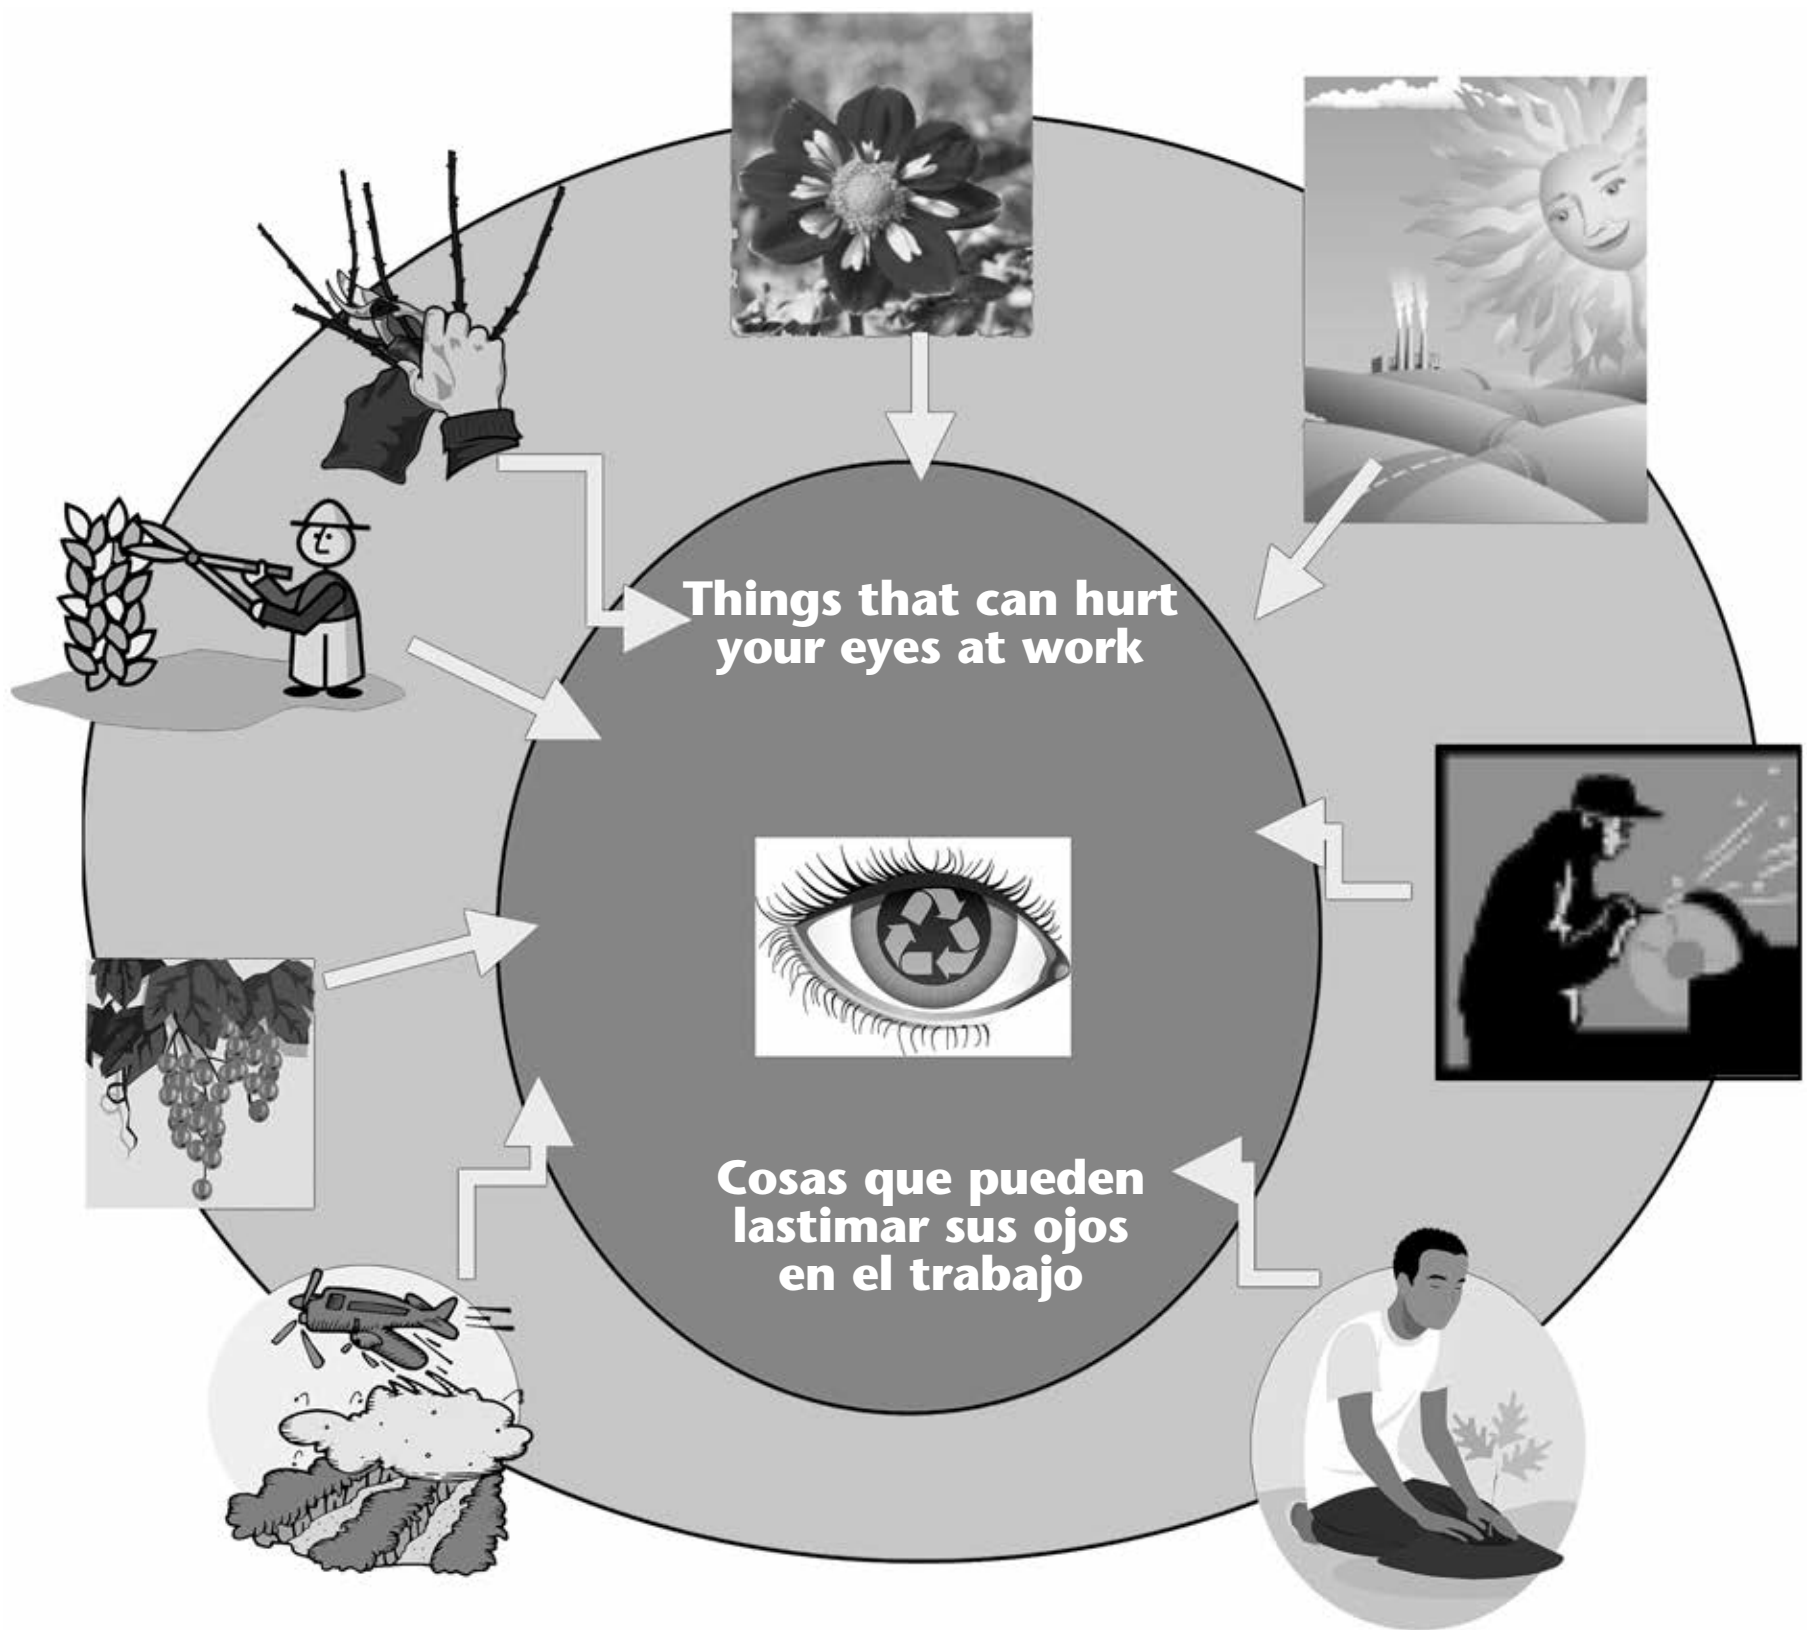 Things that can hurt
your eyes at work
Cosas que pueden
lastimar sus ojos
en el trabajo